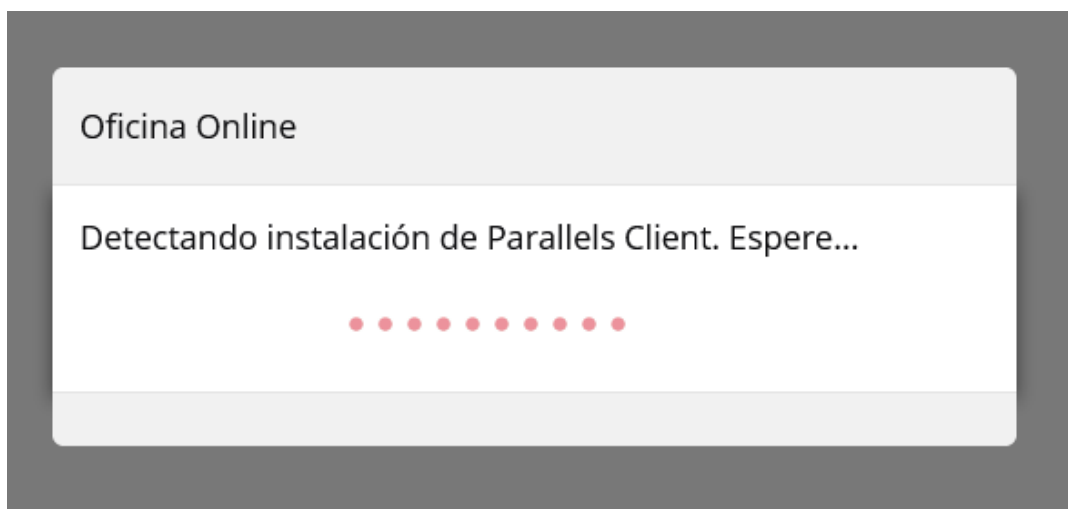 Oficina Online
Detectando instalación de Parallels Client. Espere...